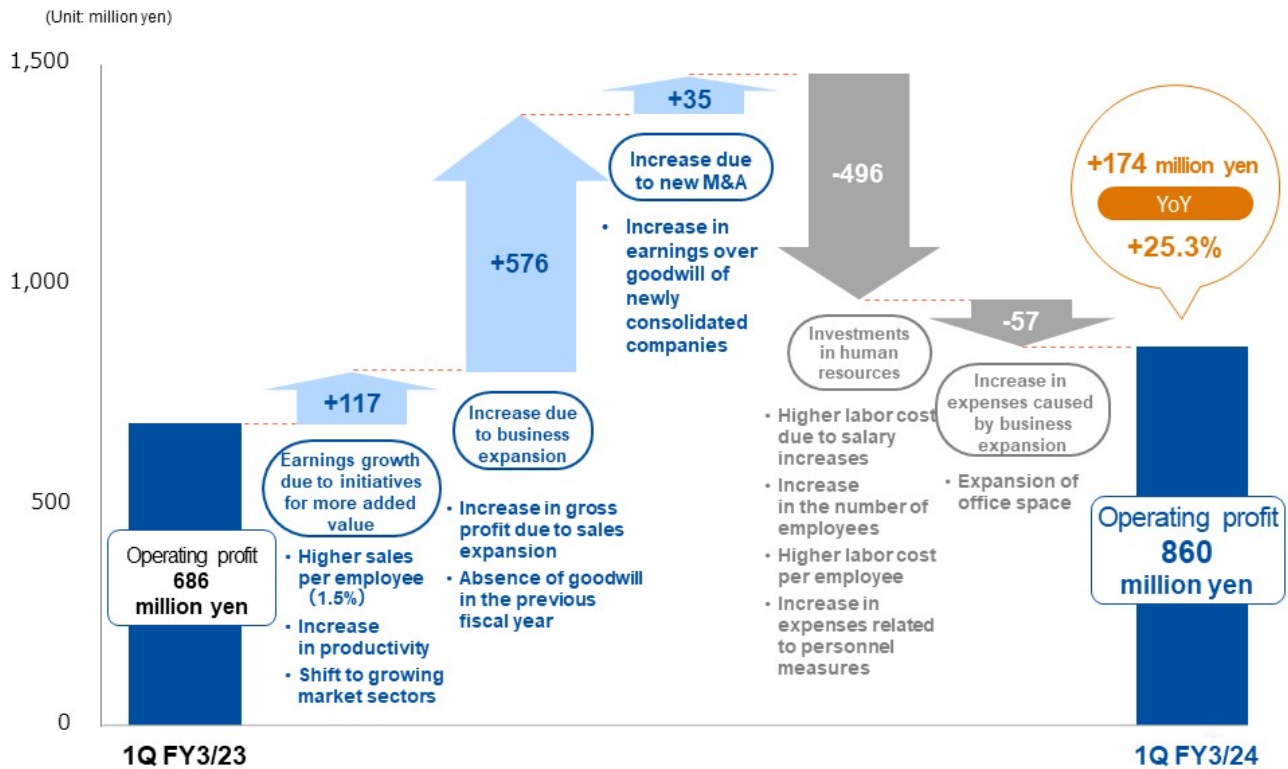 (Unit: million yen)
1,500
1,000
500
0
Operating profit
686
million yen
1Q FY3/23
+117
Earnings growth
due to initiatives
for more added
value
• Higher sales
per employee
(1.5%)
• Increase
in productivity
• Shift to growing
market sectors
+576
Increase due
to business
expansion
• Increase in gross
profit due to sales
expansion
• Absence of goodwill
in the previous
fiscal year
+35
Increase due
to new M&A
• Increase in
earnings over
goodwill of
newly
consolidated
companies
-496
Investments
in human
resources
• Higher labor cost
due to salary
increases
• Increase
in the number of
employees
• Higher labor cost
per employee
• Increase in
expenses related
to personnel
measures
-57
Increase in
expenses caused
by business
expansion
• Expansion of
office space
+174 million yen
YoY
+25.3%
Operating profit
860
million yen
1Q FY3/24